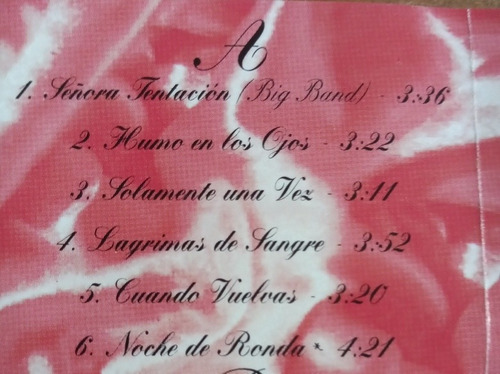 A
1. Señora Tentación (Big Band) - 3:36
2. Humo en los Ojos - 3:22
3. Solamente una Vez - 3:11
4. Lagrimas de Sangre - 3:52
5. Cuando Vuelvas - 3:20
6. Noche de Ronda * 4:21